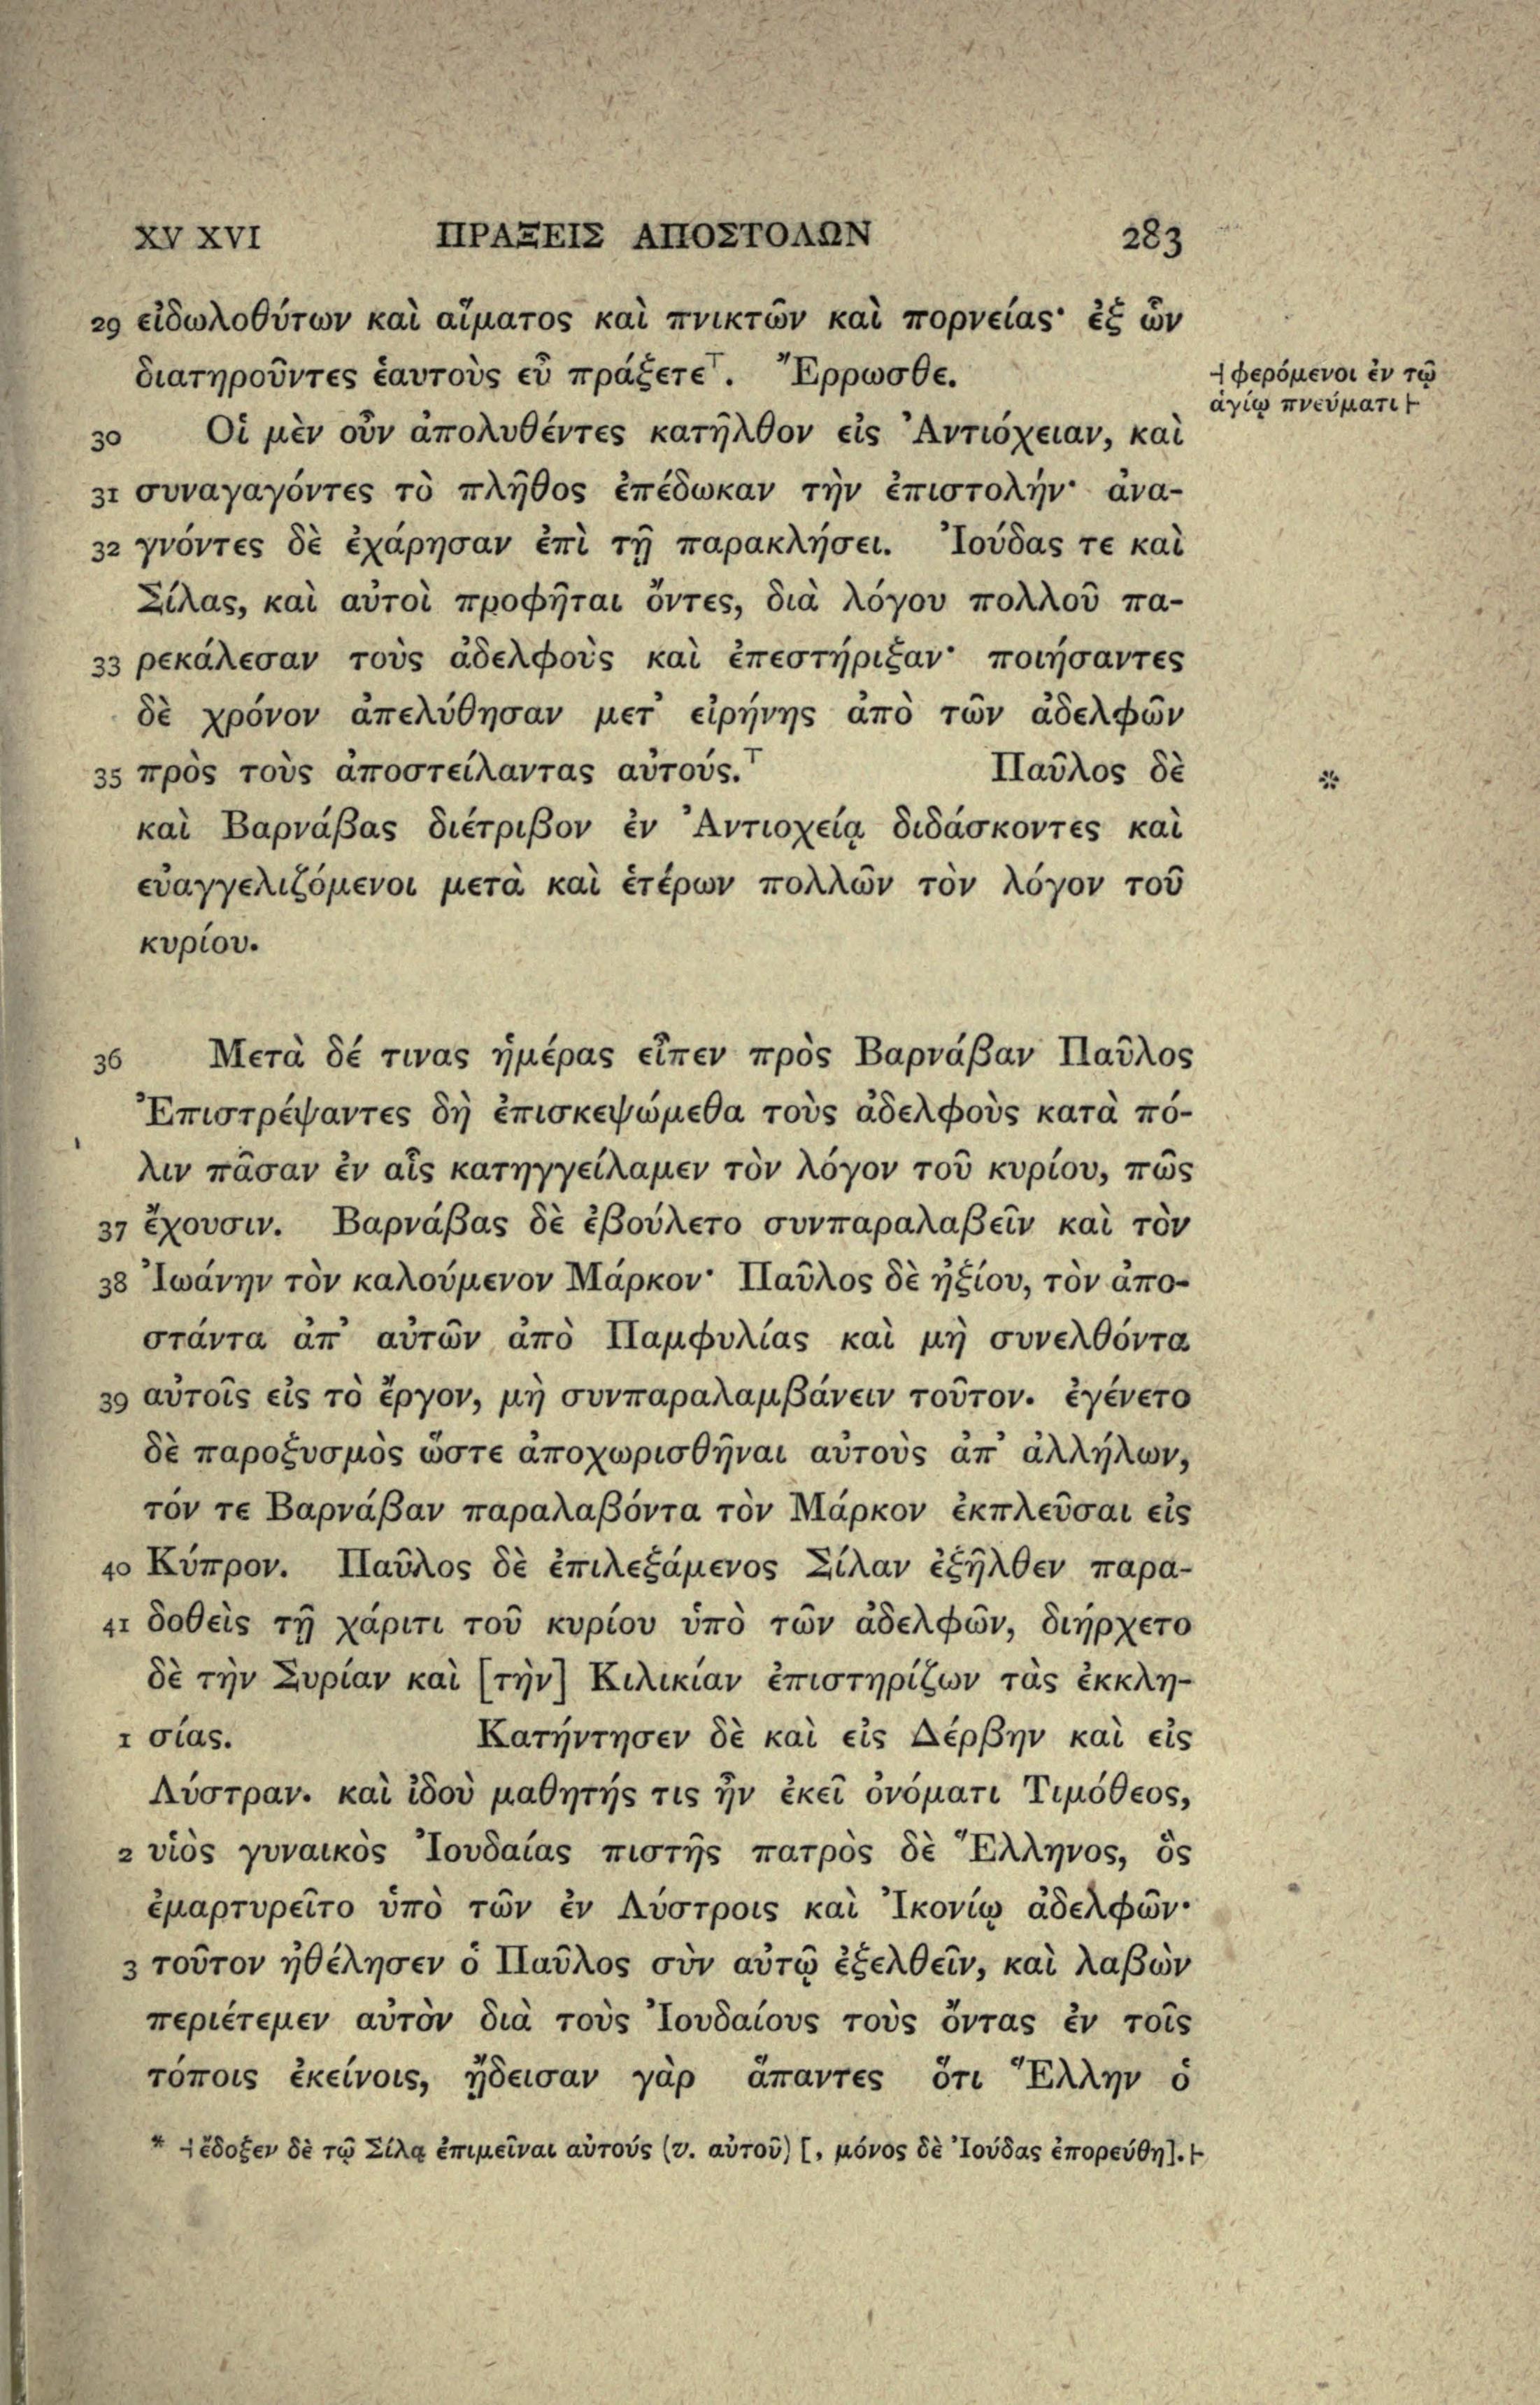 XV XVI ΠΡΑΞΕΙΣ ΑΠΟΣΤΟΛΩΝ 283
29 εἰδωλοθύτων καὶ αἵματος καὶ πνικτῶν καὶ πορνείας· ἐξ ὧν
διατηροῦντες ἑαυτοὺς εὖ πράξετε⸆. Ἔρρωσθε.
⊣φερόμενοι ἐν τῷ
ἁγίῳ πνεύματι⊢
30 Οἱ μὲν οὖν ἀπολυθέντες κατῆλθον εἰς Ἀντιόχειαν, καὶ
31 συναγαγόντες τὸ πλῆθος ἐπέδωκαν τὴν ἐπιστολήν· ἀνα-
32 γνόντες δὲ ἐχάρησαν ἐπὶ τῇ παρακλήσει. Ἰούδας τε καὶ
Σίλας, καὶ αὐτοὶ προφῆται ὄντες, διὰ λόγου πολλοῦ πα-
33 ρεκάλεσαν τοὺς ἀδελφοὺς καὶ ἐπεστήριξαν· ποιήσαντες
δὲ χρόνον ἀπελύθησαν μετ᾽ εἰρήνης ἀπὸ τῶν ἀδελφῶν
35 πρὸς τοὺς ἀποστείλαντας αὐτούς.⸆ Παῦλος δὲ *
καὶ Βαρνάβας διέτριβον ἐν Ἀντιοχείᾳ διδάσκοντες καὶ
εὐαγγελιζόμενοι μετὰ καὶ ἑτέρων πολλῶν τὸν λόγον τοῦ
κυρίου.
36 Μετὰ δέ τινας ἡμέρας εἶπεν πρὸς Βαρνάβαν Παῦλος
Ἐπιστρέψαντες δὴ ἐπισκεψώμεθα τοὺς ἀδελφοὺς κατὰ πό-
λιν πᾶσαν ἐν αἷς κατηγγείλαμεν τὸν λόγον τοῦ κυρίου, πῶς
37 ἔχουσιν. Βαρνάβας δὲ ἐβούλετο συνπαραλαβεῖν καὶ τὸν
38 Ἰωάνην τὸν καλούμενον Μάρκον· Παῦλος δὲ ἠξίου, τὸν ἀπο-
στάντα ἀπ᾽ αὐτῶν ἀπὸ Παμφυλίας καὶ μὴ συνελθόντα
39 αὐτοῖς εἰς τὸ ἔργον, μὴ συνπαραλαμβάνειν τοῦτον. ἐγένετο
δὲ παροξυσμὸς ὥστε ἀποχωρισθῆναι αὐτοὺς ἀπ᾽ ἀλλήλων,
τόν τε Βαρνάβαν παραλαβόντα τὸν Μάρκον ἐκπλεῦσαι εἰς
40 Κύπρον. Παῦλος δὲ ἐπιλεξάμενος Σίλαν ἐξῆλθεν παρα-
41 δοθεὶς τῇ χάριτι τοῦ κυρίου ὑπὸ τῶν ἀδελφῶν, διήρχετο
δὲ τὴν Συρίαν καὶ [τὴν] Κιλικίαν ἐπιστηρίζων τὰς ἐκκλη-
1 σίας. Κατήντησεν δὲ καὶ εἰς Δέρβην καὶ εἰς
Λύστραν. καὶ ἰδοὺ μαθητής τις ἦν ἐκεῖ ὀνόματι Τιμόθεος,
2 υἱὸς γυναικὸς Ἰουδαίας πιστῆς πατρὸς δὲ Ἕλληνος, ὃς
ἐμαρτυρεῖτο ὑπὸ τῶν ἐν Λύστροις καὶ Ἰκονίῳ ἀδελφῶν·
3 τοῦτον ἠθέλησεν ὁ Παῦλος σὺν αὐτῷ ἐξελθεῖν, καὶ λαβὼν
περιέτεμεν αὐτὸν διὰ τοὺς Ἰουδαίους τοὺς ὄντας ἐν τοῖς
τόποις ἐκείνοις, ᾔδεισαν γὰρ ἅπαντες ὅτι Ἕλλην ὁ
* ⊣ἔδοξεν δὲ τῷ Σίλᾳ ἐπιμεῖναι αὐτούς (v. αὐτοῦ) [, μόνος δὲ Ἰούδας ἐπορεύθη].⊢